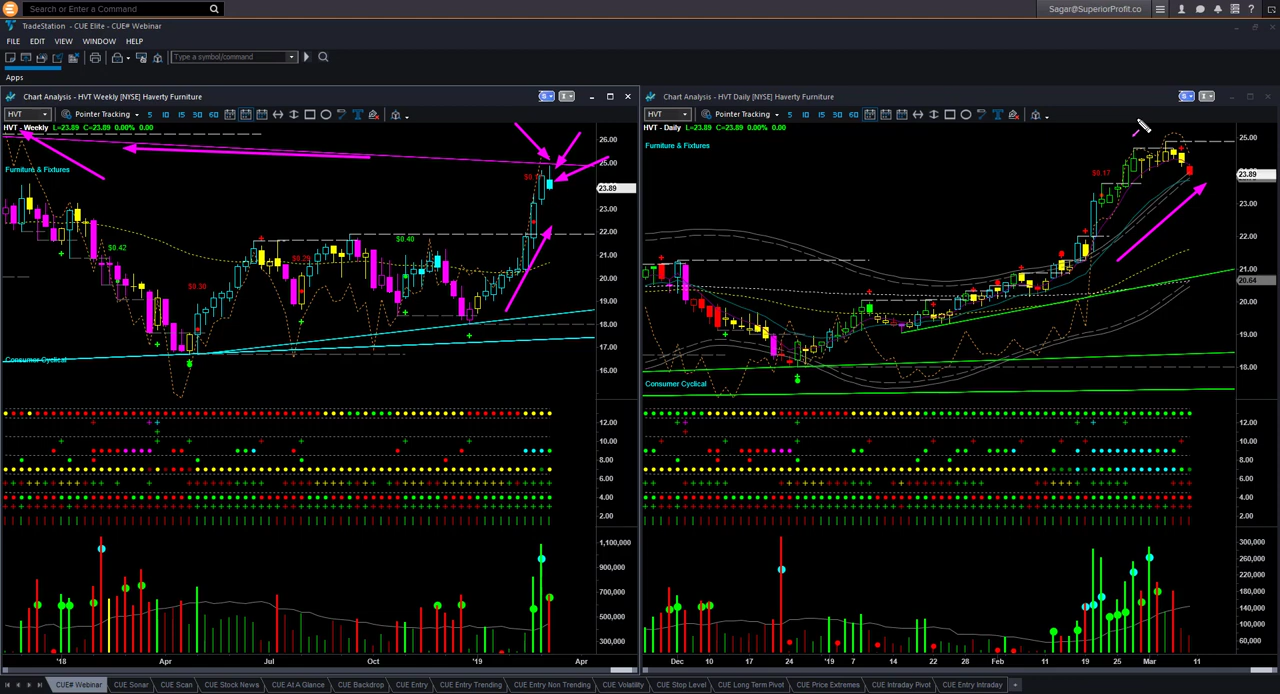 Search or Enter a Command
Sagar@SuperiorProfit.co
TradeStation - CUE Elite - CUE# Webinar
FILE EDIT VIEW WINDOW HELP
Type a symbol/command
Apps
Chart Analysis - HVT Weekly [NYSE] Haverty Furniture
HVT Pointer Tracking 5 10 15 30 60
HVT - Weekly L=23.89 C=23.89 0.00% 0.00
Furniture & Fixtures
$0.42
$0.30
$0.29
$0.40
Consumer Cyclical
26.00
25.00
23.89
23.00
22.00
21.00
20.00
19.00
18.00
17.00
16.00
12.00
10.00
8.00
6.00
4.00
2.00
1,100,000
900,000
700,000
500,000
300,000
'18 Apr Jul Oct '19 Apr
Chart Analysis - HVT Daily [NYSE] Haverty Furniture
HVT Pointer Tracking 5 10 15 30 60
HVT - Daily L=23.89 C=23.89 0.00% 0.00
Furniture & Fixtures
$0.17
Consumer Cyclical
25.00
23.89
23.00
22.00
21.00
20.64
20.00
19.00
18.00
12.00
10.00
8.00
6.00
4.00
2.00
300,000
260,000
220,000
180,000
140,000
100,000
60,000
Dec 10 17 24 '19 7 14 22 28 Feb 11 19 25 Mar 11
CUE# Webinar CUE Sonar CUE Scan CUE Stock News CUE At A Glance CUE Backdrop CUE Entry CUE Entry Trending CUE Entry Non Trending CUE Volatility CUE Stop Level CUE Long Term Pivot CUE Price Extremes CUE Intraday Pivot CUE Entry Intraday